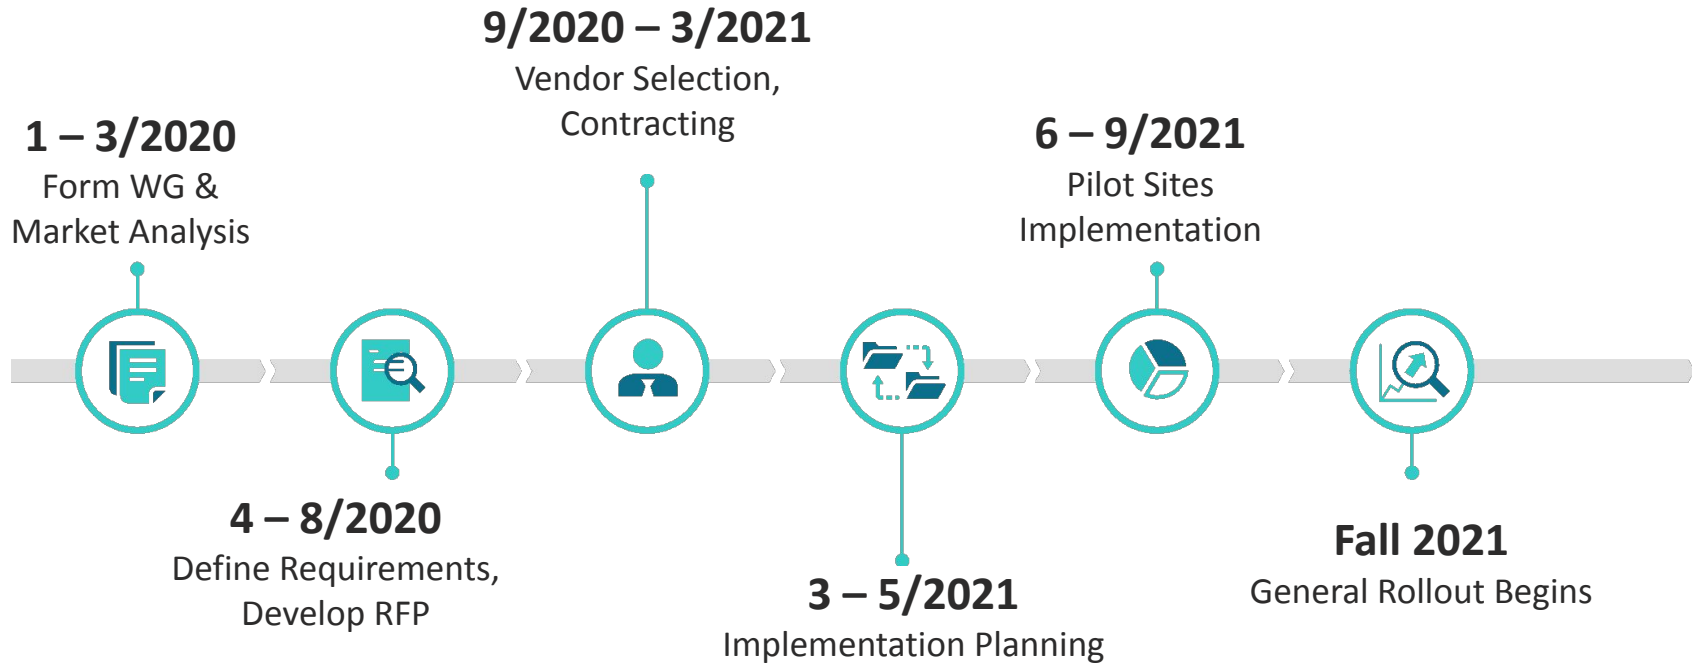 1 – 3/2020
Form WG &
Market Analysis
4 – 8/2020
Define Requirements,
Develop RFP
9/2020 – 3/2021
Vendor Selection,
Contracting
3 – 5/2021
Implementation Planning
6 – 9/2021
Pilot Sites
Implementation
Fall 2021
General Rollout Begins